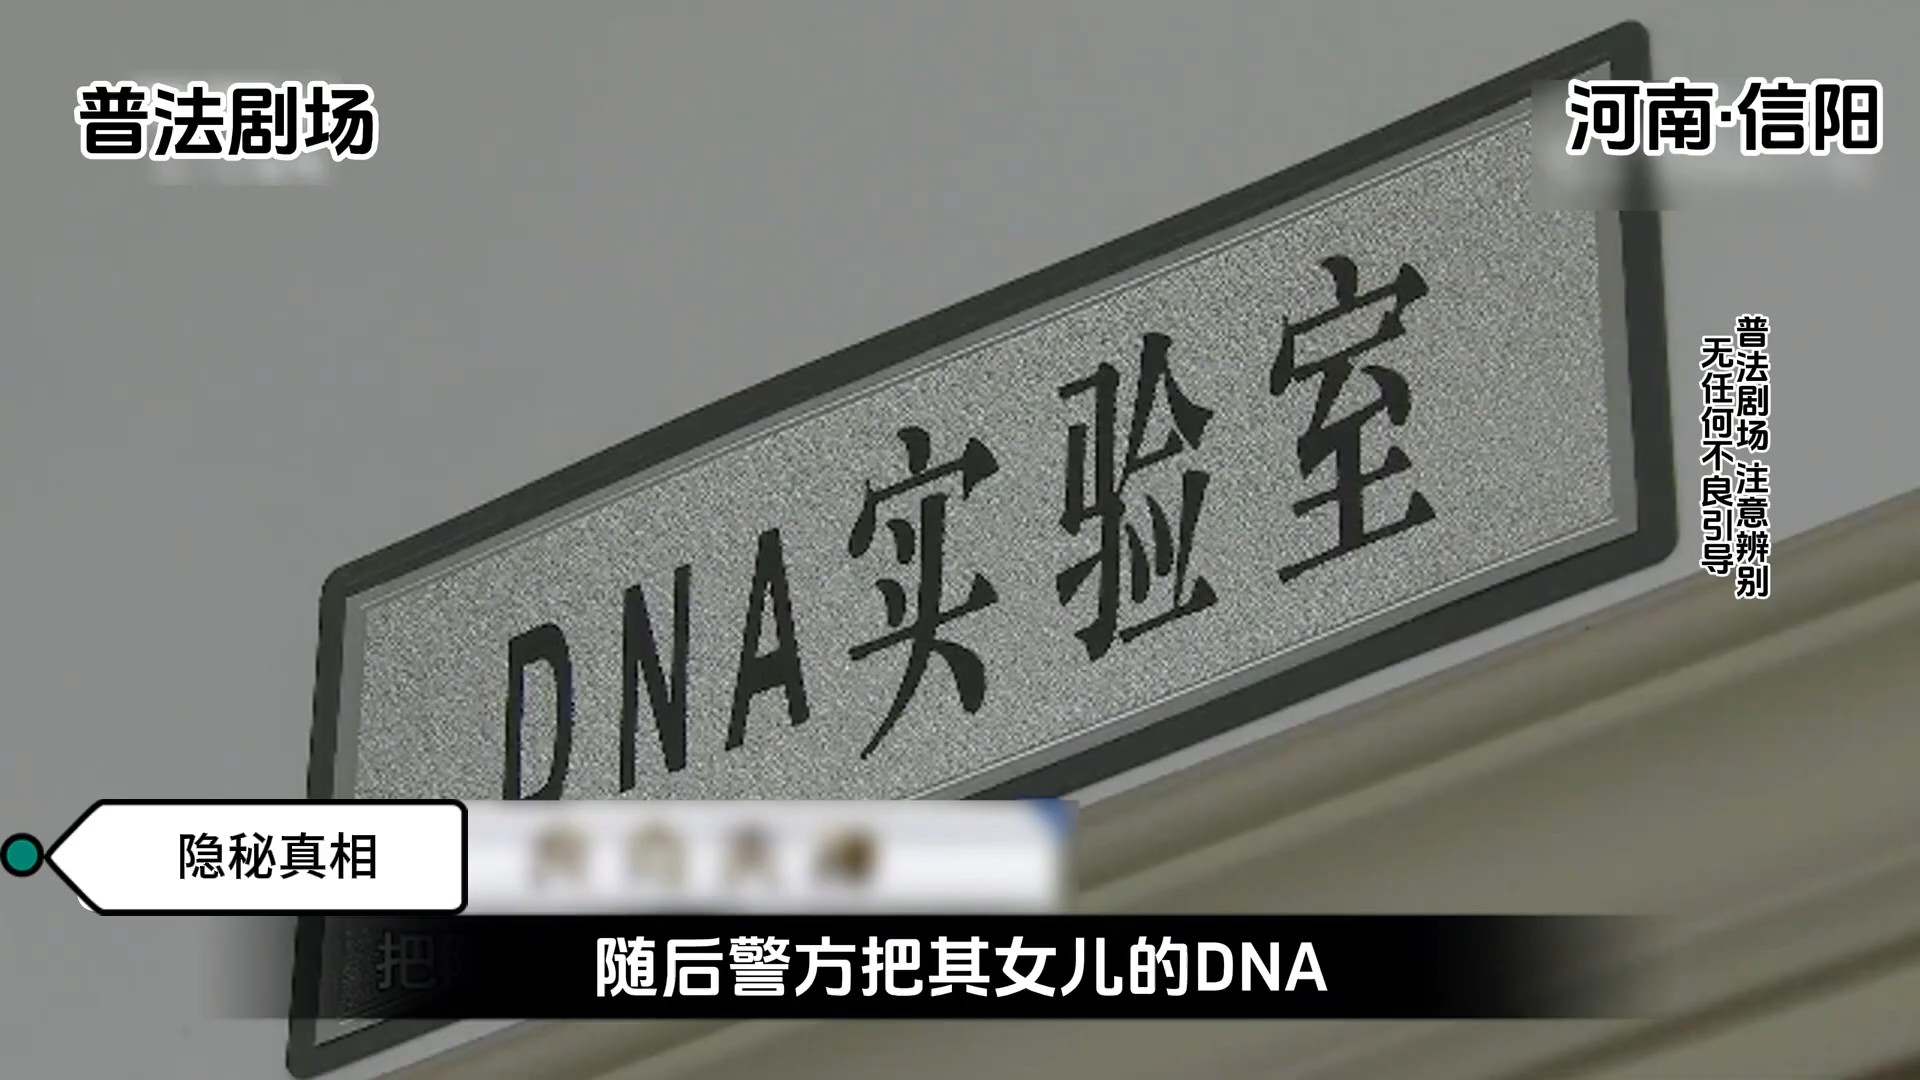 普法剧场
河南·信阳
普法剧场 注意辨别
无任何不良引导
DNA实验室
隐秘真相
把
随后警方把其女儿的DNA